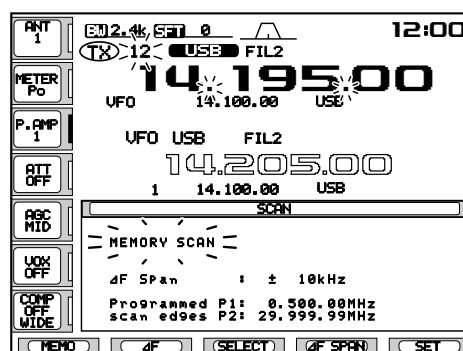 ANT 1
BW 2.4k SFT 0
12:00
TX 12 USB FIL2
METER Po
14.195.00
VFO 14.100.00 USB
P.AMP 1
VFO USB FIL2
ATT OFF
14.205.00
1 14.100.00 USB
AGC MID
SCAN
MEMORY SCAN
VOX OFF
ΔF SPan : ± 10kHz
COMP OFF WIDE
Programmed P1: 0.500.00MHz
scan edges P2: 29.999.99MHz
MEMO ΔF SELECT ΔF SPAN SET